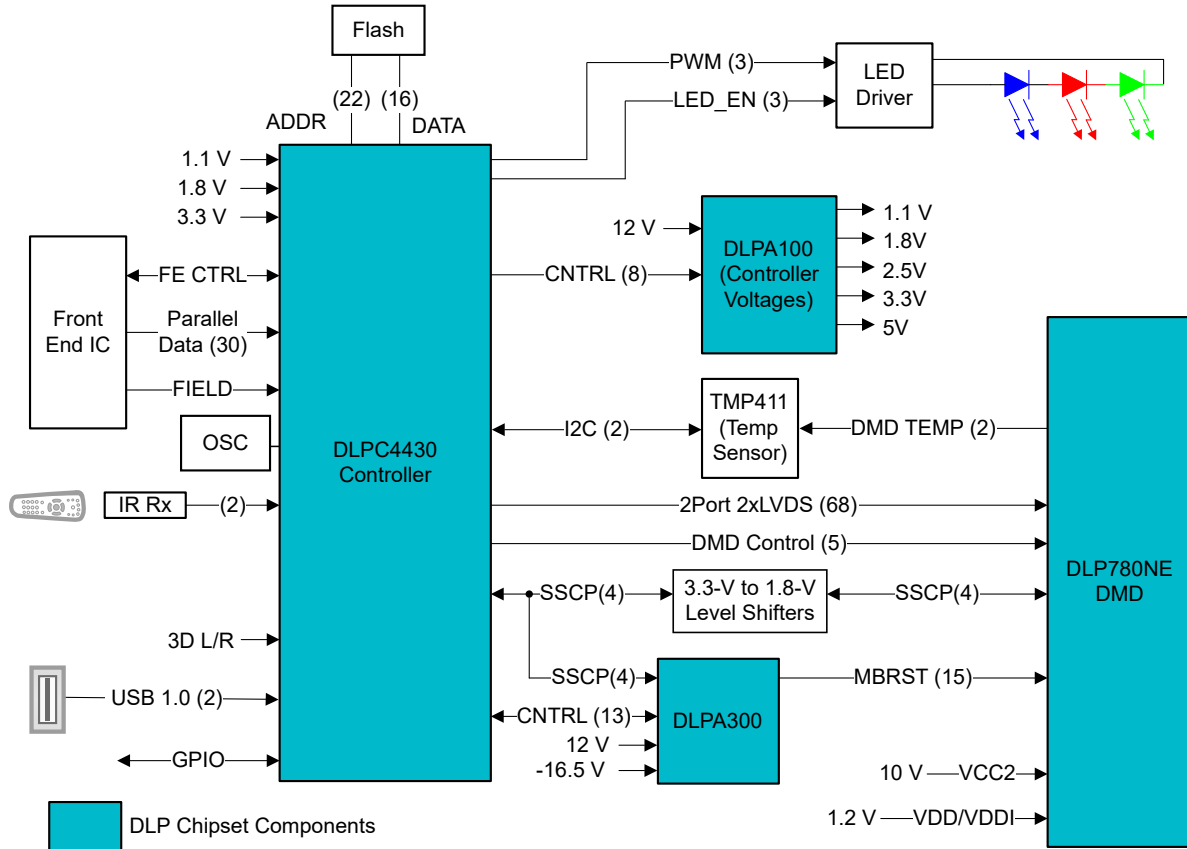 Flash
(22)
(16)
ADDR
DATA
PWM (3)
LED_EN (3)
LED
Driver
1.1 V
1.8 V
3.3 V
12 V
CNTRL (8)
DLPA100
(Controller
Voltages)
1.1 V
1.8V
2.5V
3.3V
5V
Front
End IC
FE CTRL
Parallel
Data (30)
FIELD
OSC
IR Rx
(2)
DLPC4430
Controller
I2C (2)
TMP411
(Temp
Sensor)
DMD TEMP (2)
2Port 2xLVDS (68)
DMD Control (5)
SSCP(4)
3.3-V to 1.8-V
Level Shifters
SSCP(4)
DLP780NE
DMD
3D L/R
USB 1.0 (2)
GPIO
SSCP(4)
CNTRL (13)
12 V
-16.5 V
DLPA300
MBRST (15)
10 V
VCC2
1.2 V
VDD/VDDI
DLP Chipset Components